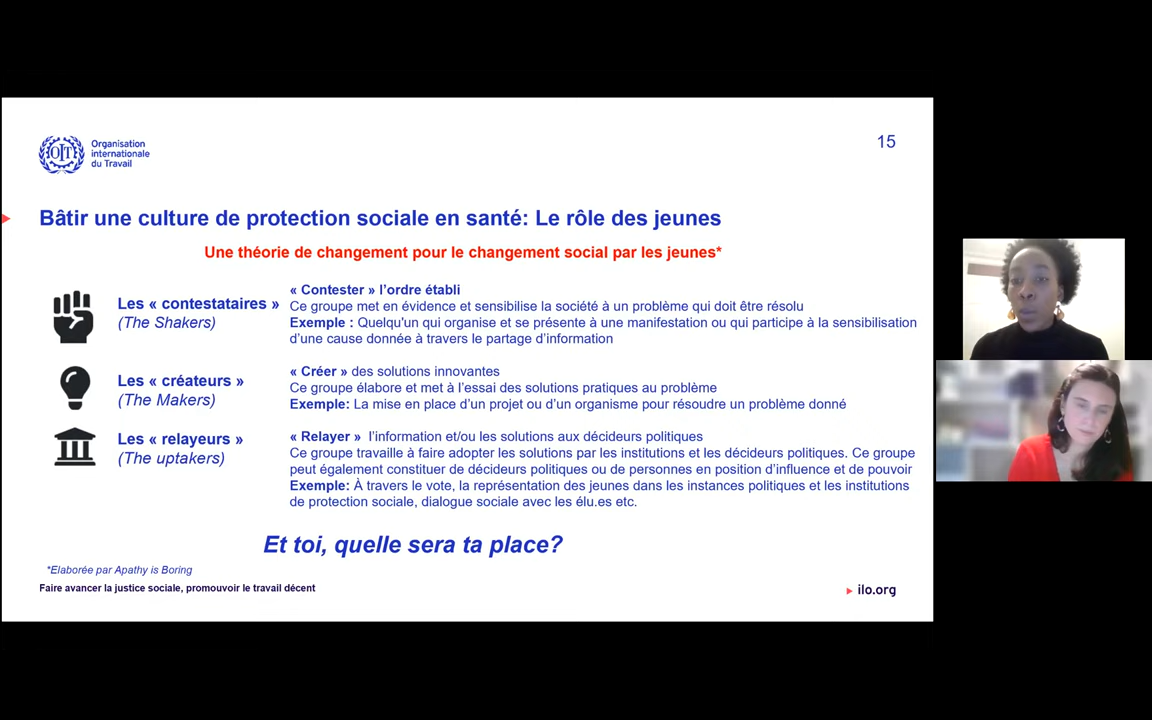 Organisation
internationale
du Travail
15
Bâtir une culture de protection sociale en santé: Le rôle des jeunes
Une théorie de changement pour le changement social par les jeunes*
Les « contestataires »
(The Shakers)
« Contester » l’ordre établi
Ce groupe met en évidence et sensibilise la société à un problème qui doit être résolu
Exemple : Quelqu'un qui organise et se présente à une manifestation ou qui participe à la sensibilisation
d’une cause donnée à travers le partage d’information
Les « créateurs »
(The Makers)
« Créer » des solutions innovantes
Ce groupe élabore et met à l’essai des solutions pratiques au problème
Exemple: La mise en place d’un projet ou d’un organisme pour résoudre un problème donné
Les « relayeurs »
(The uptakers)
« Relayer » l’information et/ou les solutions aux décideurs politiques
Ce groupe travaille à faire adopter les solutions par les institutions et les décideurs politiques. Ce groupe
peut également constituer de décideurs politiques ou de personnes en position d’influence et de pouvoir
Exemple: À travers le vote, la représentation des jeunes dans les instances politiques et les institutions
de protection sociale, dialogue sociale avec les élu.es etc.
Et toi, quelle sera ta place?
*Elaborée par Apathy is Boring
Faire avancer la justice sociale, promouvoir le travail décent
ilo.org